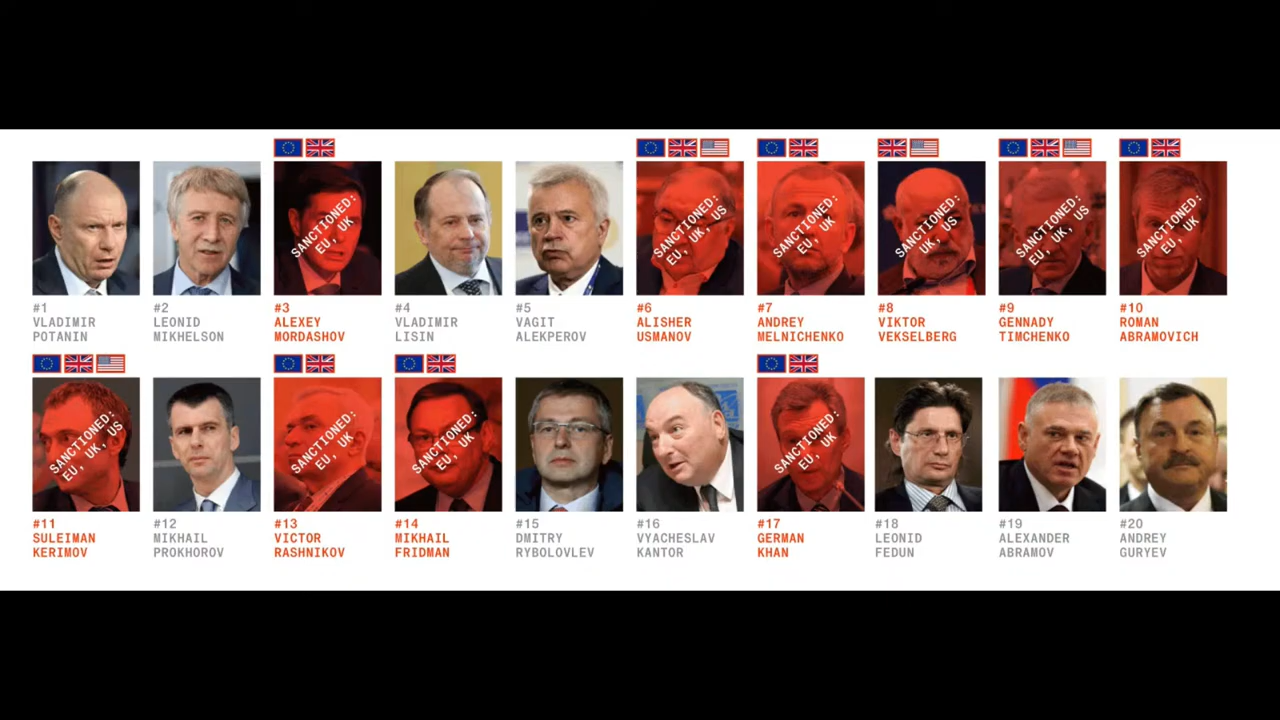 SANCTIONED:
EU, UK
SANCTIONED:
EU, UK, US
SANCTIONED:
EU, UK
SANCTIONED:
UK, US
SANCTIONED:
EU, UK, US
SANCTIONED:
EU, UK
#1
VLADIMIR
POTANIN
#2
LEONID
MIKHELSON
#3
ALEXEY
MORDASHOV
#4
VLADIMIR
LISIN
#5
VAGIT
ALEKPEROV
#6
ALISHER
USMANOV
#7
ANDREY
MELNICHENKO
#8
VIKTOR
VEKSELBERG
#9
GENNADY
TIMCHENKO
#10
ROMAN
ABRAMOVICH
SANCTIONED:
EU, UK, US
SANCTIONED:
EU, UK
SANCTIONED:
EU, UK
SANCTIONED:
EU, UK
#11
SULEIMAN
KERIMOV
#12
MIKHAIL
PROKHOROV
#13
VICTOR
RASHNIKOV
#14
MIKHAIL
FRIDMAN
#15
DMITRY
RYBOLOVLEV
#16
VYACHESLAV
KANTOR
#17
GERMAN
KHAN
#18
LEONID
FEDUN
#19
ALEXANDER
ABRAMOV
#20
ANDREY
GURYEV